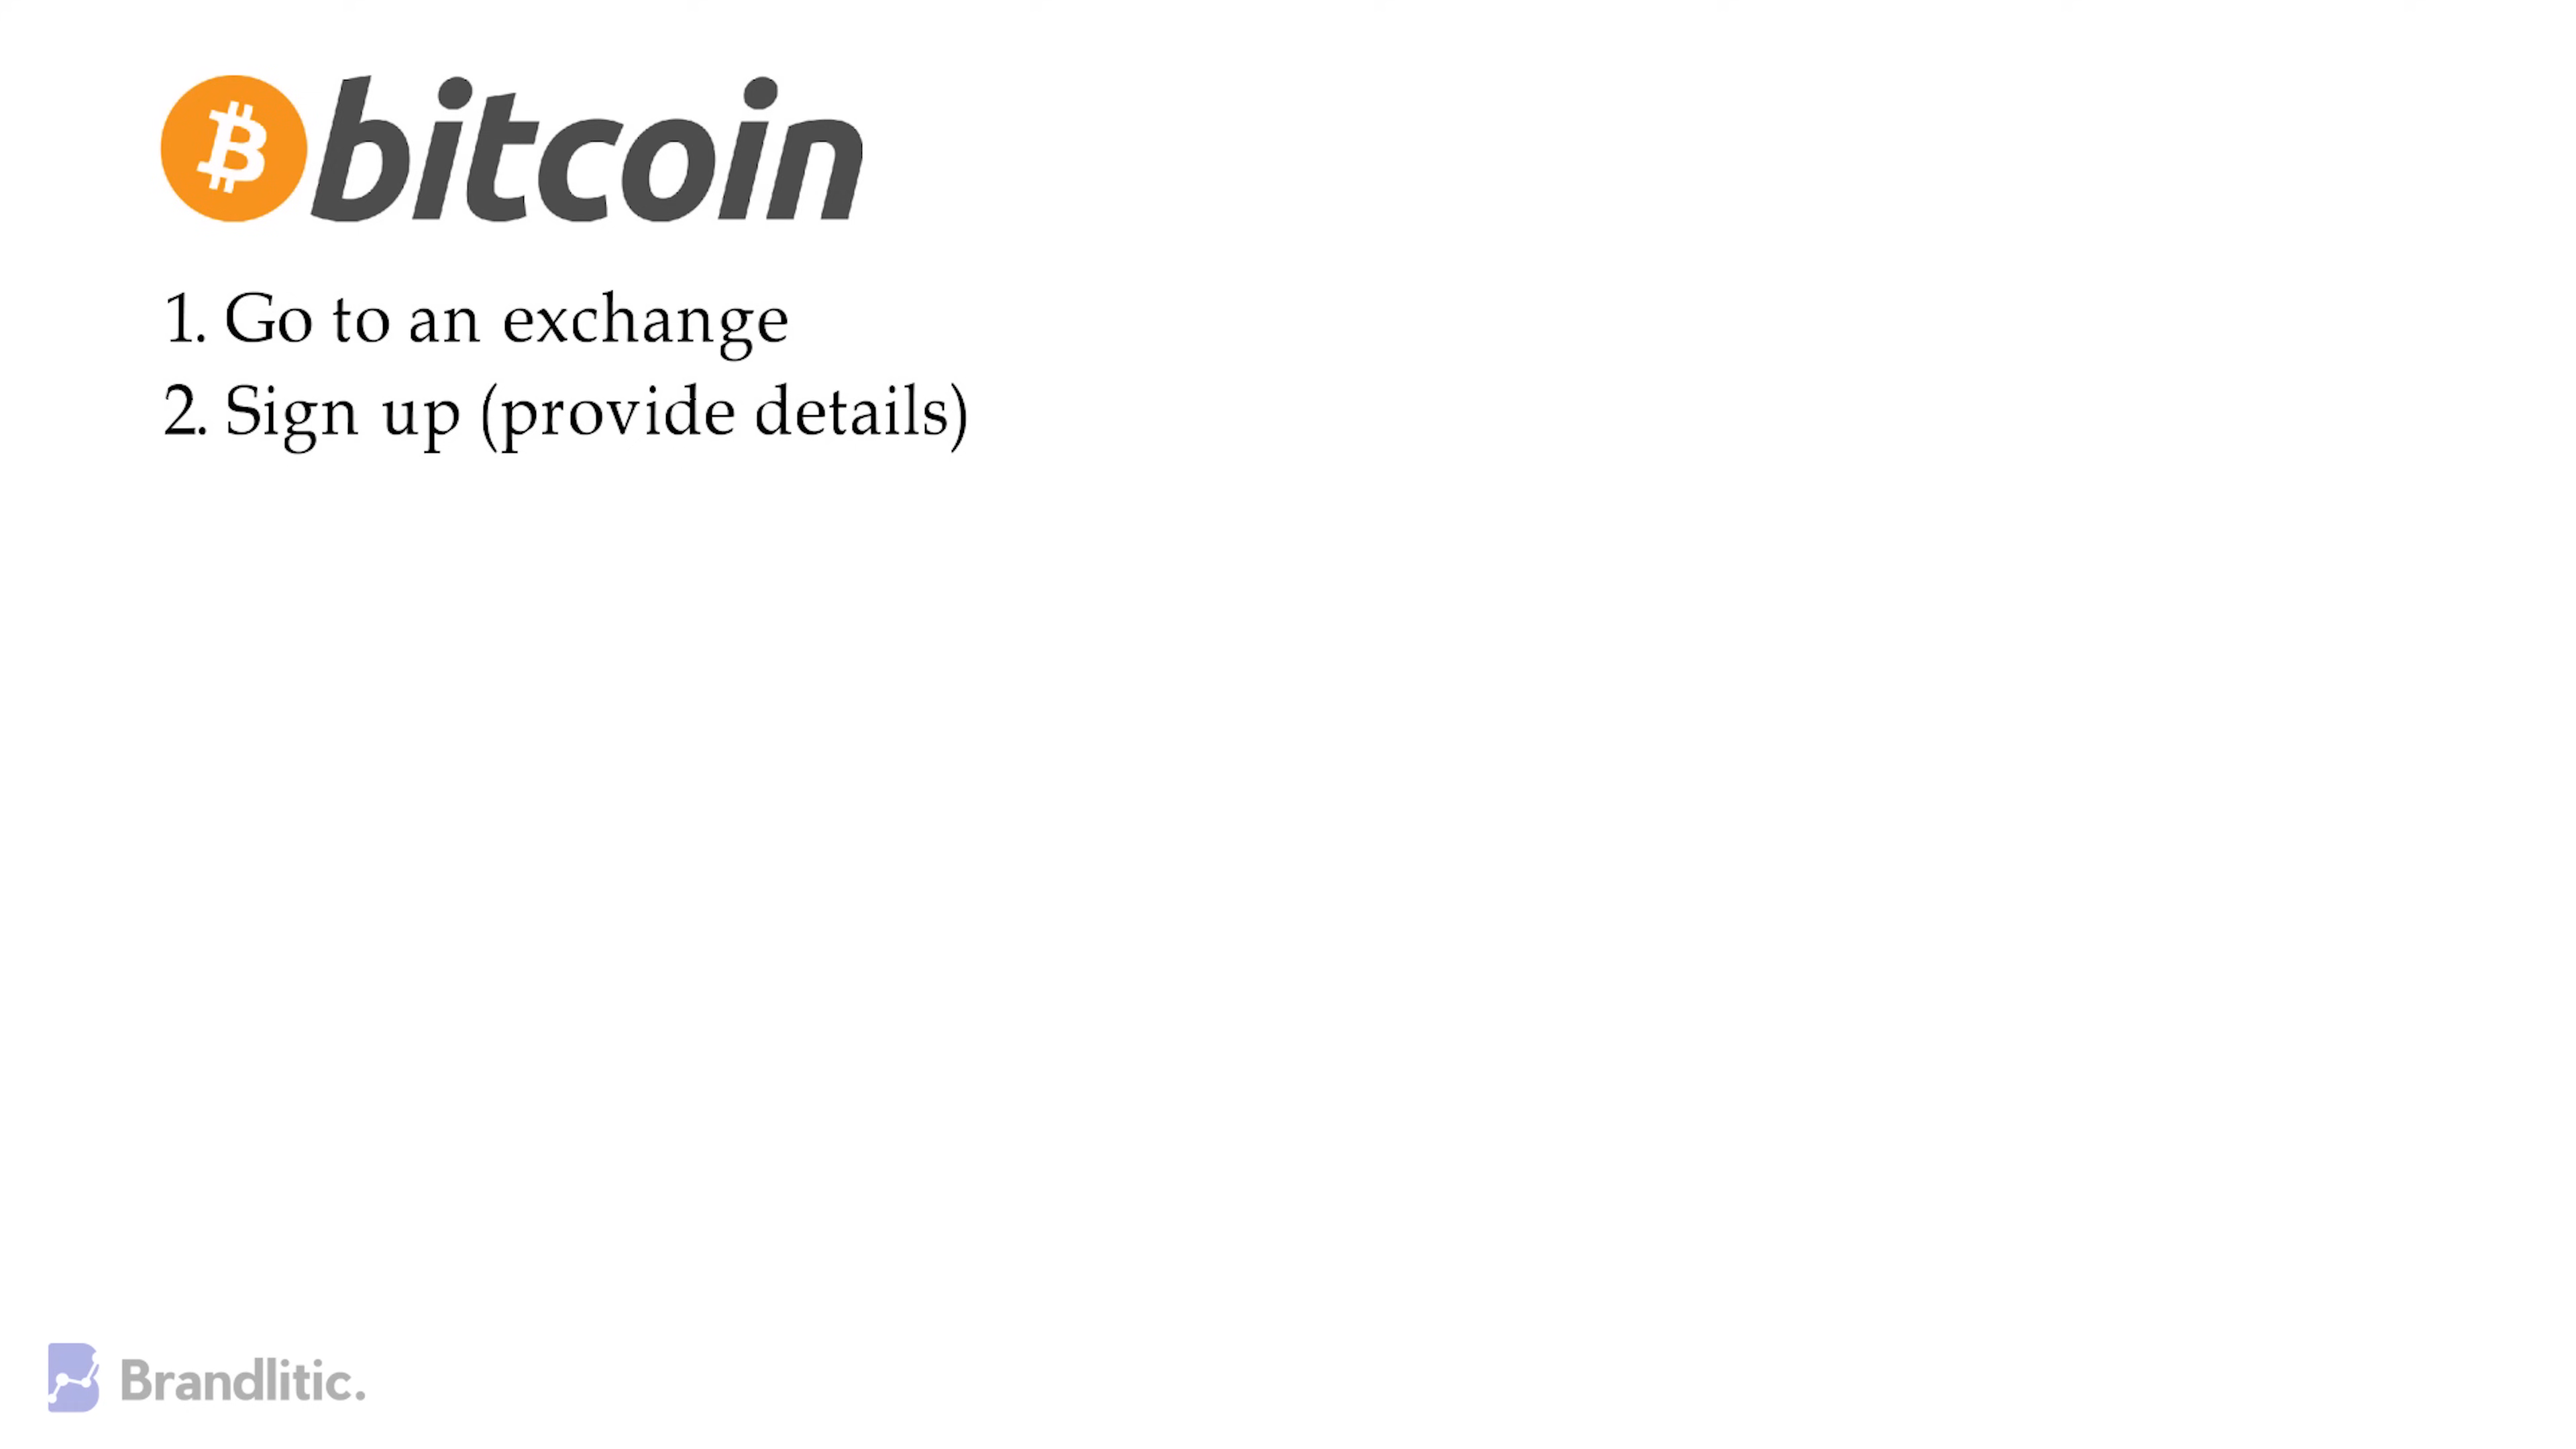 bitcoin
1. Go to an exchange
2. Sign up (provide details)
Brandlitic.